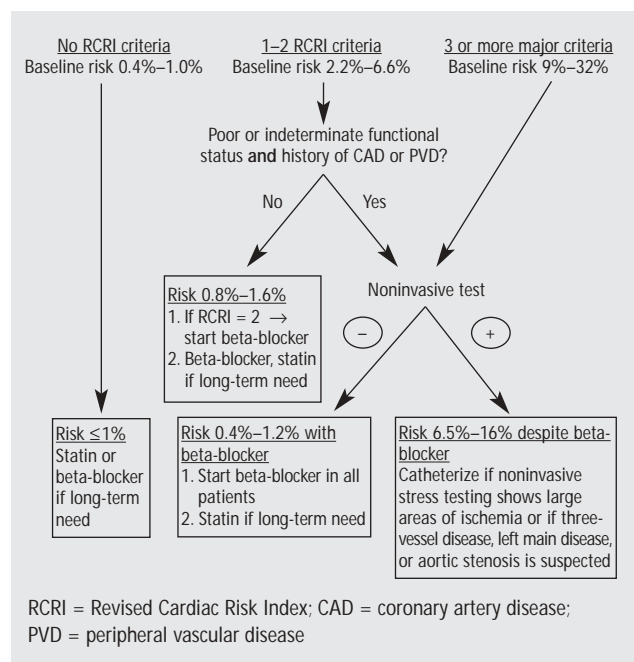 No RCRI criteria
Baseline risk 0.4%–1.0%
1–2 RCRI criteria
Baseline risk 2.2%–6.6%
3 or more major criteria
Baseline risk 9%–32%
Poor or indeterminate functional
status and history of CAD or PVD?
No
Yes
Risk 0.8%–1.6%
1. If RCRI = 2 →
start beta-blocker
2. Beta-blocker, statin
if long-term need
Noninvasive test
–
+
Risk ≤1%
Statin or
beta-blocker
if long-term
need
Risk 0.4%–1.2% with
beta-blocker
1. Start beta-blocker in all
patients
2. Statin if long-term need
Risk 6.5%–16% despite beta-
blocker
Catheterize if noninvasive
stress testing shows large
areas of ischemia or if three-
vessel disease, left main disease,
or aortic stenosis is suspected
RCRI = Revised Cardiac Risk Index; CAD = coronary artery disease;
PVD = peripheral vascular disease